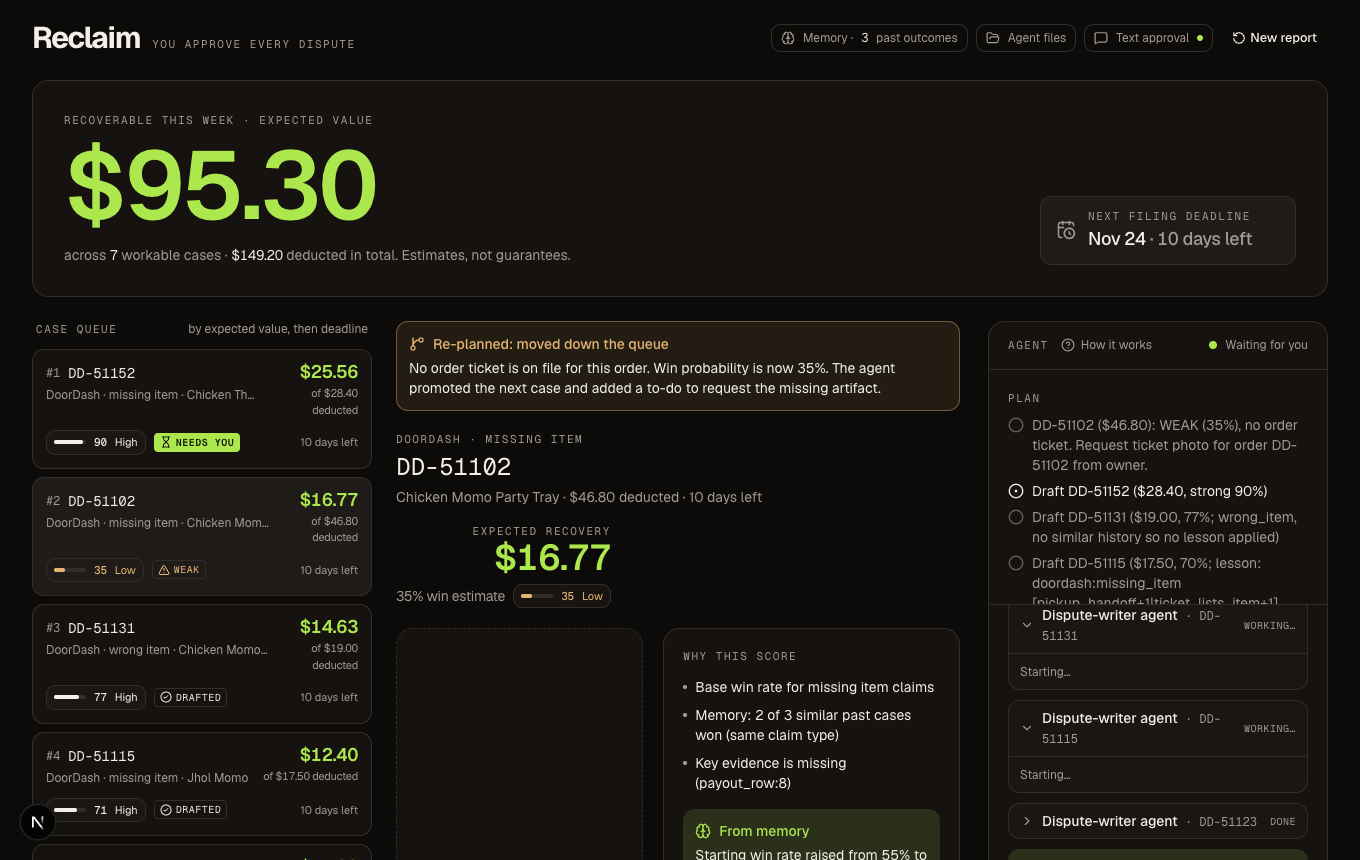 Reclaim YOU APPROVE EVERY DISPUTE
Memory · 3 past outcomes
Agent files
Text approval
New report
RECOVERABLE THIS WEEK · EXPECTED VALUE
$95.30
across 7 workable cases · $149.20 deducted in total. Estimates, not guarantees.
NEXT FILING DEADLINE
Nov 24 · 10 days left
CASE QUEUE
by expected value, then deadline
#1 DD-51152
$25.56
DoorDash · missing item · Chicken Th…
of $28.40
deducted
90 High
NEEDS YOU
10 days left
#2 DD-51102
$16.77
DoorDash · missing item · Chicken Mom…
of $46.80
deducted
35 Low
WEAK
10 days left
#3 DD-51131
$14.63
DoorDash · wrong item · Chicken Momo…
of $19.00
deducted
77 High
DRAFTED
10 days left
#4 DD-51115
$12.40
DoorDash · missing item · Jhol Momo
of $17.50 deducted
71 High
DRAFTED
10 days left
N
Re-planned: moved down the queue
No order ticket is on file for this order. Win probability is now 35%. The agent
promoted the next case and added a to-do to request the missing artifact.
DOORDASH · MISSING ITEM
DD-51102
Chicken Momo Party Tray · $46.80 deducted · 10 days left
EXPECTED RECOVERY
$16.77
35% win estimate
35 Low
WHY THIS SCORE
• Base win rate for missing item claims
• Memory: 2 of 3 similar past cases
won (same claim type)
• Key evidence is missing
(payout_row:8)
From memory
Starting win rate raised from 55% to
AGENT
How it works
Waiting for you
PLAN
DD-51102 ($46.80): WEAK (35%), no order
ticket. Request ticket photo for order DD-
51102 from owner.
Draft DD-51152 ($28.40, strong 90%)
Draft DD-51131 ($19.00, 77%; wrong_item,
no similar history so no lesson applied)
Draft DD-51115 ($17.50, 70%; lesson:
doordash:missing_item
[pickup_handoff+1|ticket_lists_item+1]
Dispute-writer agent · DD-
51131
WORKING…
Starting…
Dispute-writer agent · DD-
51115
WORKING…
Starting…
Dispute-writer agent · DD-51123
DONE